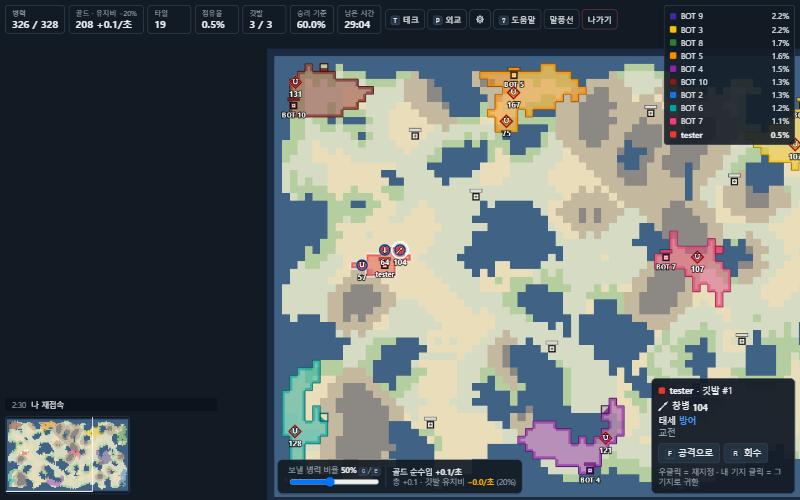 병력
326 / 328
골드 · 유지비 -20%
208 +0.1/초
타일
19
점유율
0.5%
깃발
3 / 3
승리 기준
60.0%
남은 시간
29:04
T 테크
P 외교
? 도움말
말풍선
나가기
BOT 9 2.2%
BOT 3 2.2%
BOT 8 1.7%
BOT 5 1.6%
BOT 4 1.5%
BOT 10 1.3%
BOT 2 1.3%
BOT 6 1.2%
BOT 7 1.1%
tester 0.5%
131
BOT 10
BOT 5
167
75
107
57
64
104
tester
BOT 7
107
128
121
BOT 4
2:30 나 재접속
보낼 병력 비율 50% G / E
골드 순수입 +0.1/초
총 +0.1 · 깃발 유지비 −0.0/초 (20%)
tester · 깃발 #1
창병 104
태세 방어
교전
F 공격으로
R 회수
우클릭 = 재지정 · 내 기지 클릭 = 그
기지로 귀환